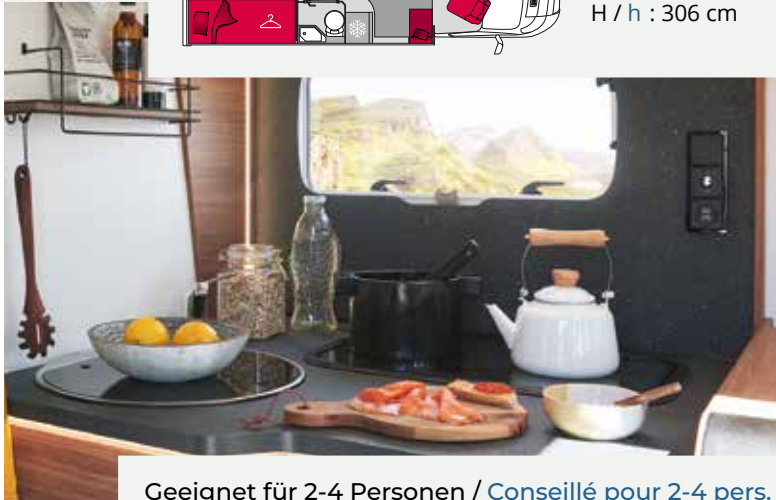 H / h : 306 cm
Geeignet für 2-4 Personen / Conseillé pour 2-4 pers.